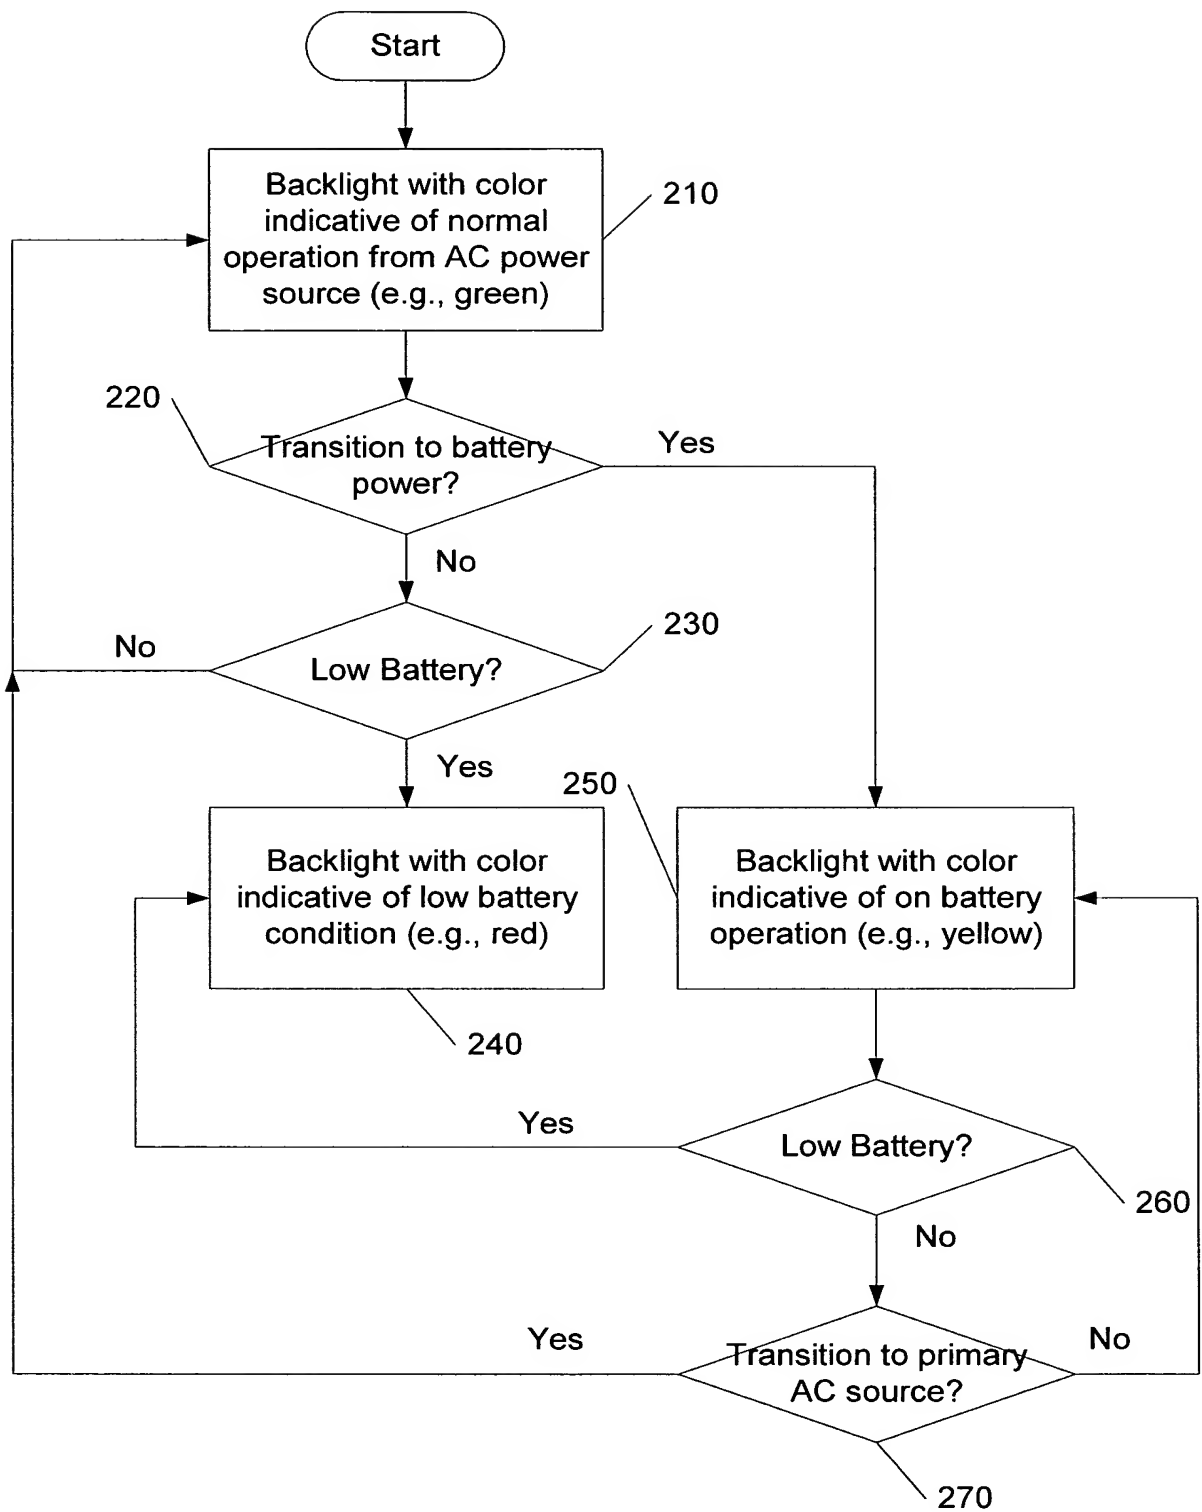 Start
Backlight with color
indicative of normal
operation from AC power
source (e.g., green)
210
220
Transition to battery
power?
Yes
No
230
No
Low Battery?
Yes
250
Backlight with color
indicative of low battery
condition (e.g., red)
Backlight with color
indicative of on battery
operation (e.g., yellow)
240
Yes
Low Battery?
260
No
Yes
Transition to primary
AC source?
No
270